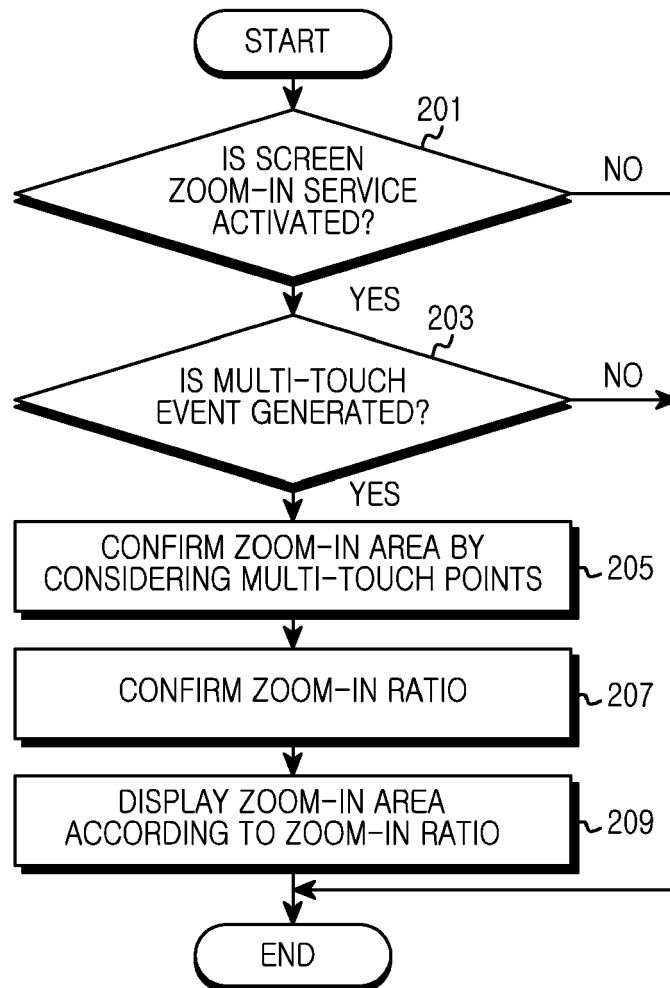 START
201
IS SCREEN
ZOOM-IN SERVICE
ACTIVATED?
NO
YES
203
IS MULTI-TOUCH
EVENT GENERATED?
NO
YES
CONFIRM ZOOM-IN AREA BY
CONSIDERING MULTI-TOUCH POINTS
205
CONFIRM ZOOM-IN RATIO
207
DISPLAY ZOOM-IN AREA
ACCORDING TO ZOOM-IN RATIO
209
END